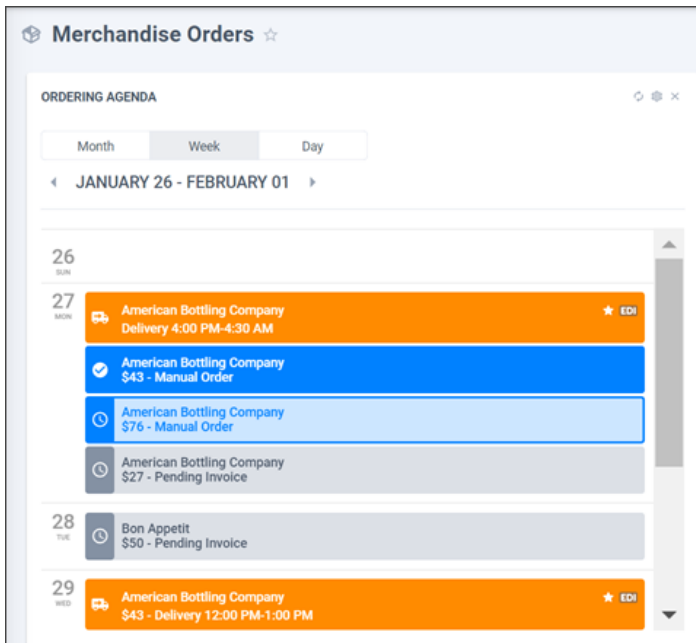 Merchandise Orders
ORDERING AGENDA
Month Week Day
JANUARY 26 - FEBRUARY 01
26
SUN
27
MON
American Bottling Company
EDI
Delivery 4:00 PM-4:30 AM
American Bottling Company
$43 - Manual Order
American Bottling Company
$76 - Manual Order
American Bottling Company
$27 - Pending Invoice
28
TUE
Bon Appetit
$50 - Pending Invoice
29
WED
American Bottling Company
EDI
$43 - Delivery 12:00 PM-1:00 PM